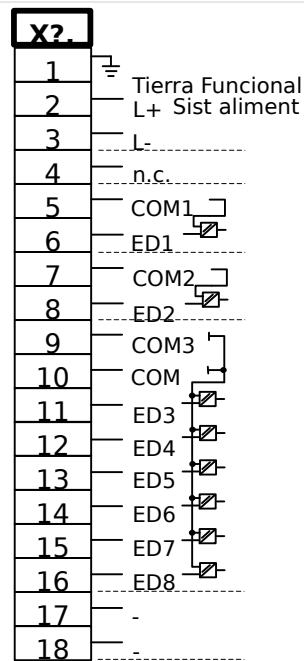 X?.
1
Tierra Funcional
2 L+ Sist aliment
3 L-
4 n.c.
5 COM1
6 ED1
7 COM2
8 ED2
9 COM3
10 COM
11 ED3
12 ED4
13 ED5
14 ED6
15 ED7
16 ED8
17 -
18 -